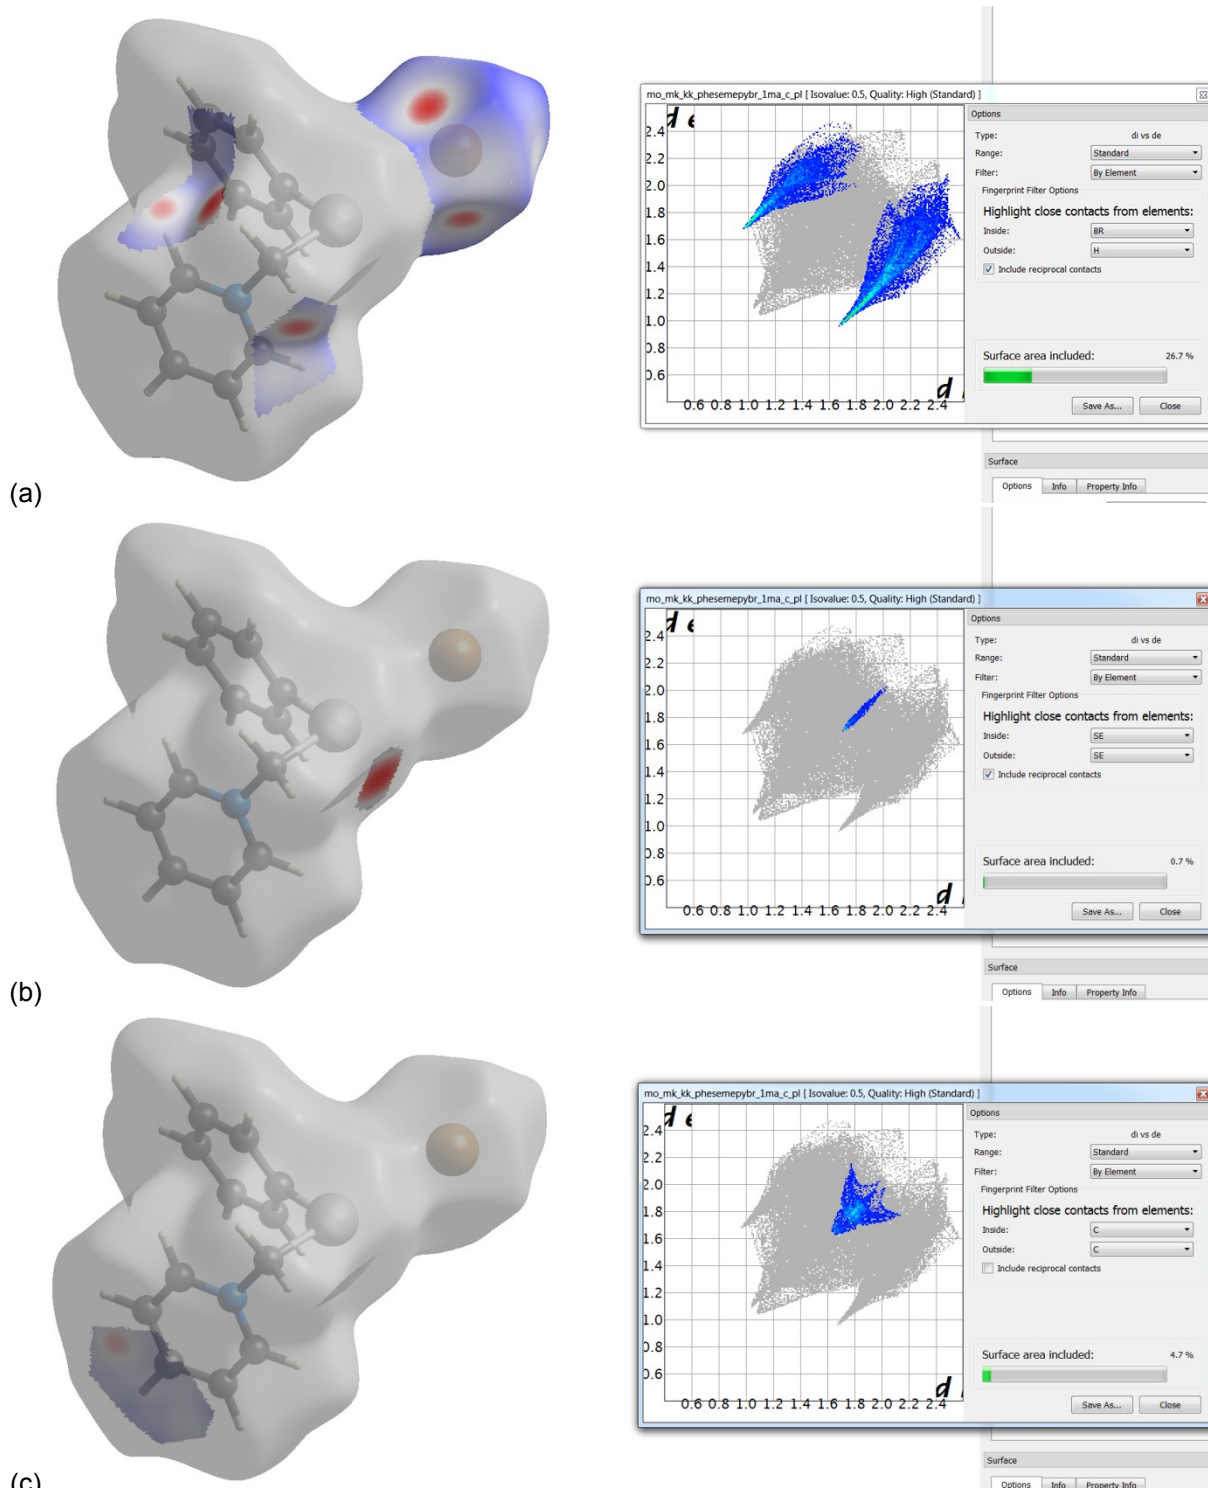 mo_mk_kk_phesemepybr_1ma_c_pl [ Isovalue: 0.5, Quality: High (Standard) ]
Options
d e
2.4
2.2
2.0
1.8
1.6
1.4
1.2
1.0
0.8
0.6
0.6 0.8 1.0 1.2 1.4 1.6 1.8 2.0 2.2 2.4
d i
Type: di vs de
Range: Standard
Filter: By Element
Fingerprint Filter Options
Highlight close contacts from elements:
Inside: BR
Outside: H
Include reciprocal contacts
Surface area included: 26.7 %
Save As... Close
Surface
Options Info Property Info
(a)
mo_mk_kk_phesemepybr_1ma_c_pl [ Isovalue: 0.5, Quality: High (Standard) ]
Options
d e
2.4
2.2
2.0
1.8
1.6
1.4
1.2
1.0
0.8
0.6
0.6 0.8 1.0 1.2 1.4 1.6 1.8 2.0 2.2 2.4
d i
Type: di vs de
Range: Standard
Filter: By Element
Fingerprint Filter Options
Highlight close contacts from elements:
Inside: SE
Outside: SE
Include reciprocal contacts
Surface area included: 0.7 %
Save As... Close
Surface
Options Info Property Info
(b)
mo_mk_kk_phesemepybr_1ma_c_pl [ Isovalue: 0.5, Quality: High (Standard) ]
Options
d e
2.4
2.2
2.0
1.8
1.6
1.4
1.2
1.0
0.8
0.6
0.6 0.8 1.0 1.2 1.4 1.6 1.8 2.0 2.2 2.4
d
Type: di vs de
Range: Standard
Filter: By Element
Fingerprint Filter Options
Highlight close contacts from elements:
Inside: C
Outside: C
Include reciprocal contacts
Surface area included: 4.7 %
Save As... Close
Surface
Options Info Property Info
(c)